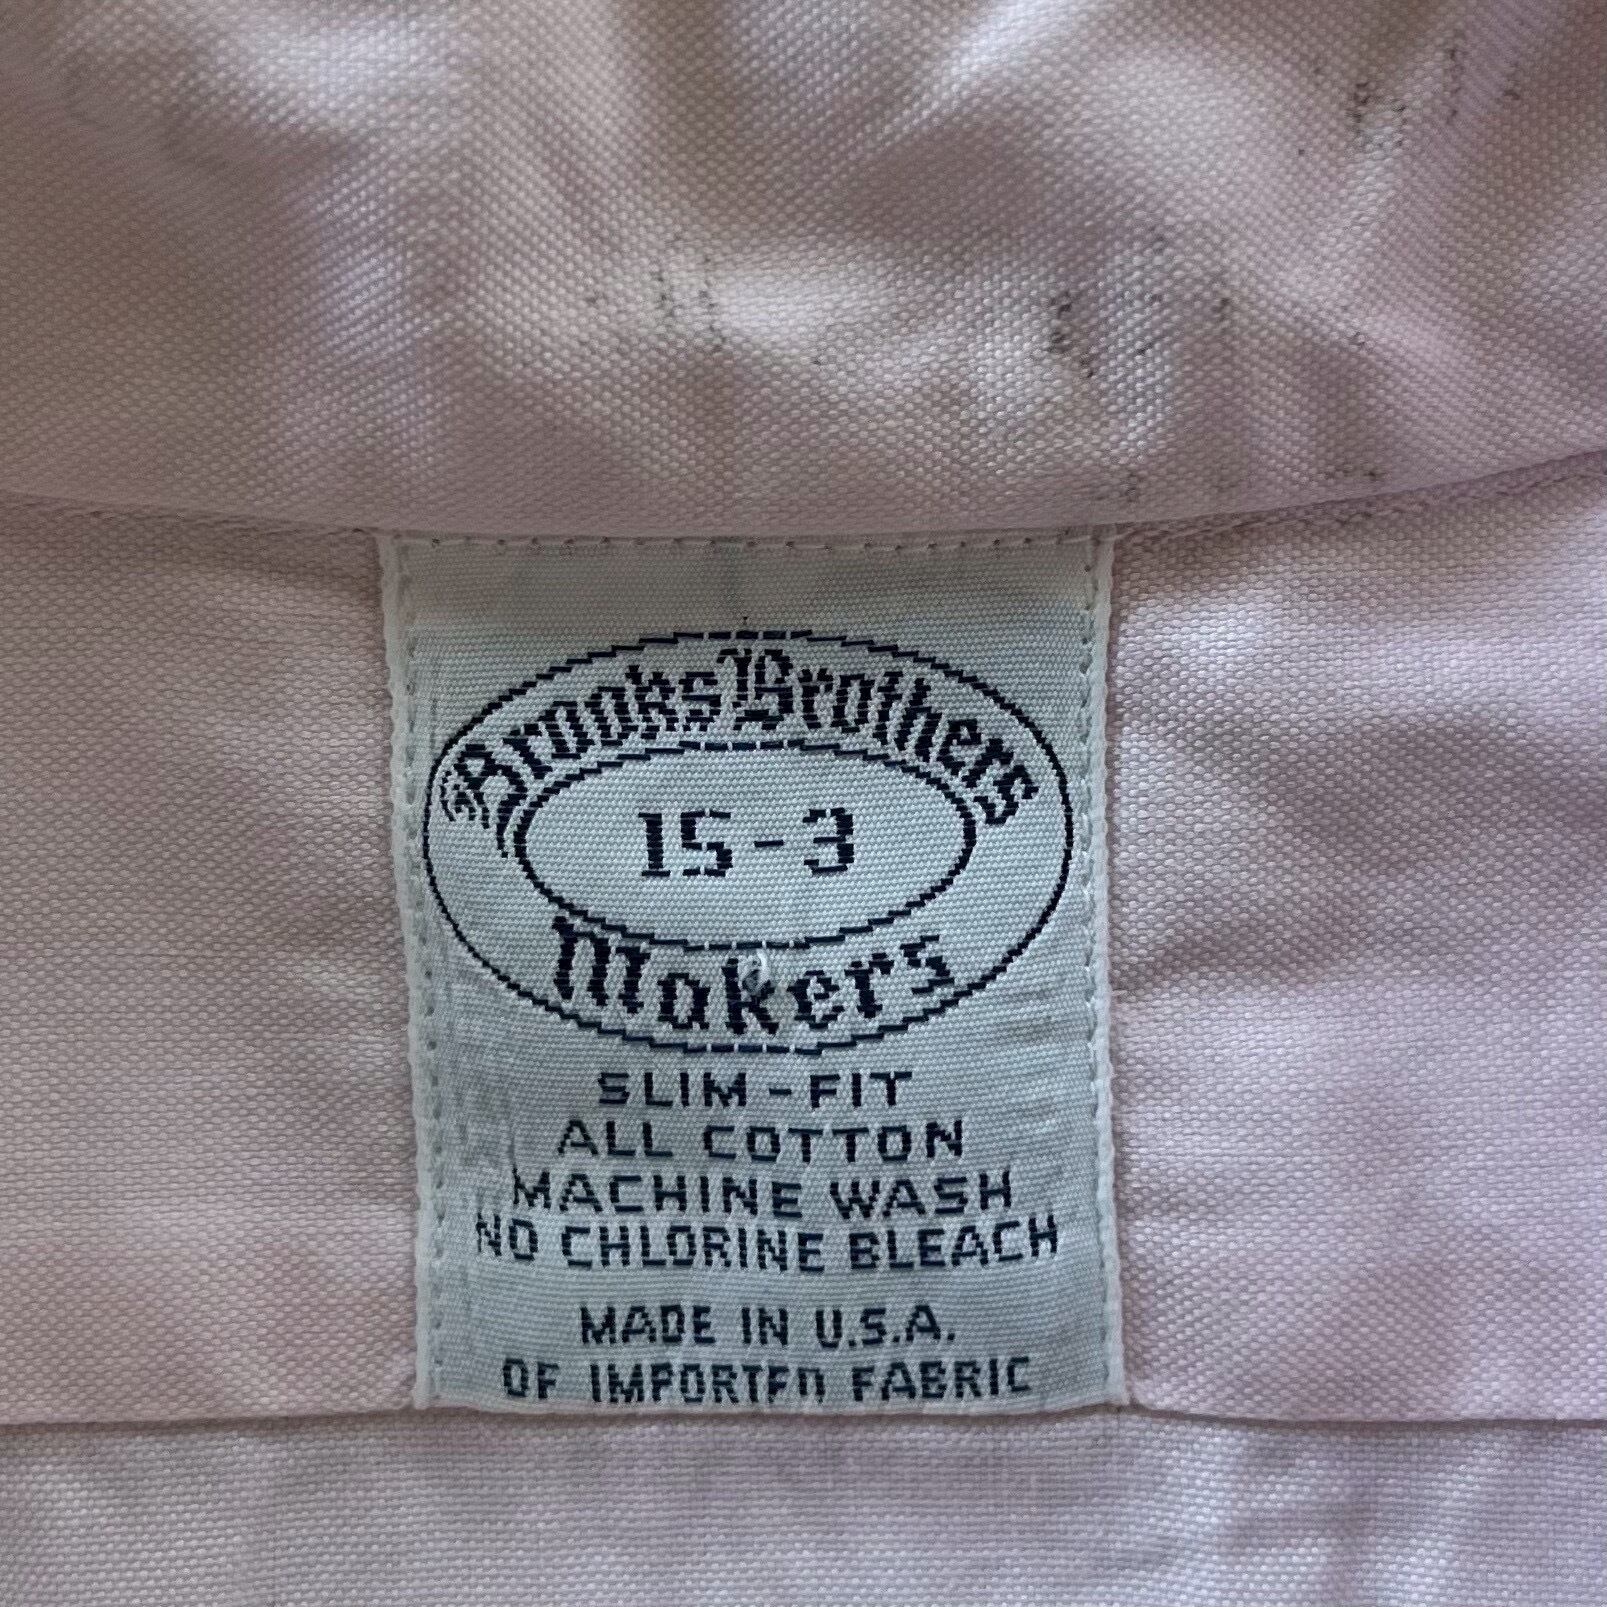 Brooks Brothers
15-3
Makers
SLIM-FIT
ALL COTTON
MACHINE WASH
NO CHLORINE BLEACH
MADE IN U.S.A.
OF IMPORTED FABRIC